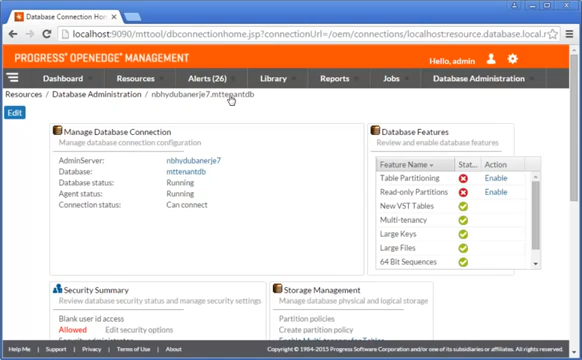 Database Connection Hom
localhost:9090/mttool/dbconnectionhome.jsp?connectionUrl=/oem/connections/localhost:resource.database.local.r
PROGRESS® OPENEDGE® MANAGEMENT
Hello, admin
Dashboard Resources Alerts (26) Library Reports Jobs Database Administration
Resources / Database Administration / nbhydubanerje7.mttenantdb
Edit
Manage Database Connection
Manage database connection configuration
AdminServer: nbhydubanerje7
Database: mttenantdb
Database status: Running
Agent status: Running
Connection status: Can connect
Database Features
Review and enable database features
Feature Name Stat... Action
Table Partitioning Enable
Read-only Partitions Enable
New VST Tables
Multi-tenancy
Large Keys
Large Files
64 Bit Sequences
Security Summary
Review database security status and manage security settings
Blank user id access
Allowed Edit security options
Storage Management
Manage database physical and logical storage
Partition policies
Create partition policy
Enable Multi-tenancy for Tables
Help Me | Support | Privacy | Terms of Use | About
Copyright © 1984-2015 Progress Software Corporation and/or one of its subsidiaries or affiliates. All rights